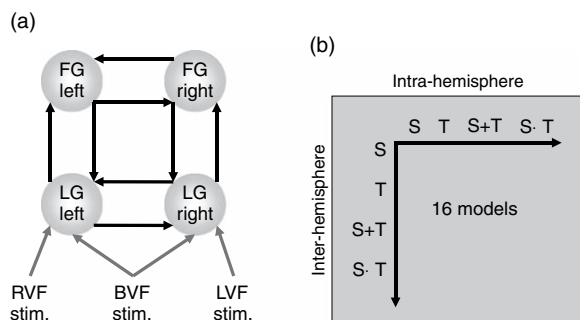 (a)
FG
left
FG
right
LG
left
LG
right
RVF
stim.
BVF
stim.
LVF
stim.
(b)
Intra-hemisphere
Inter-hemisphere
S T S+T S· T
S
T
S+T
S· T
16 models